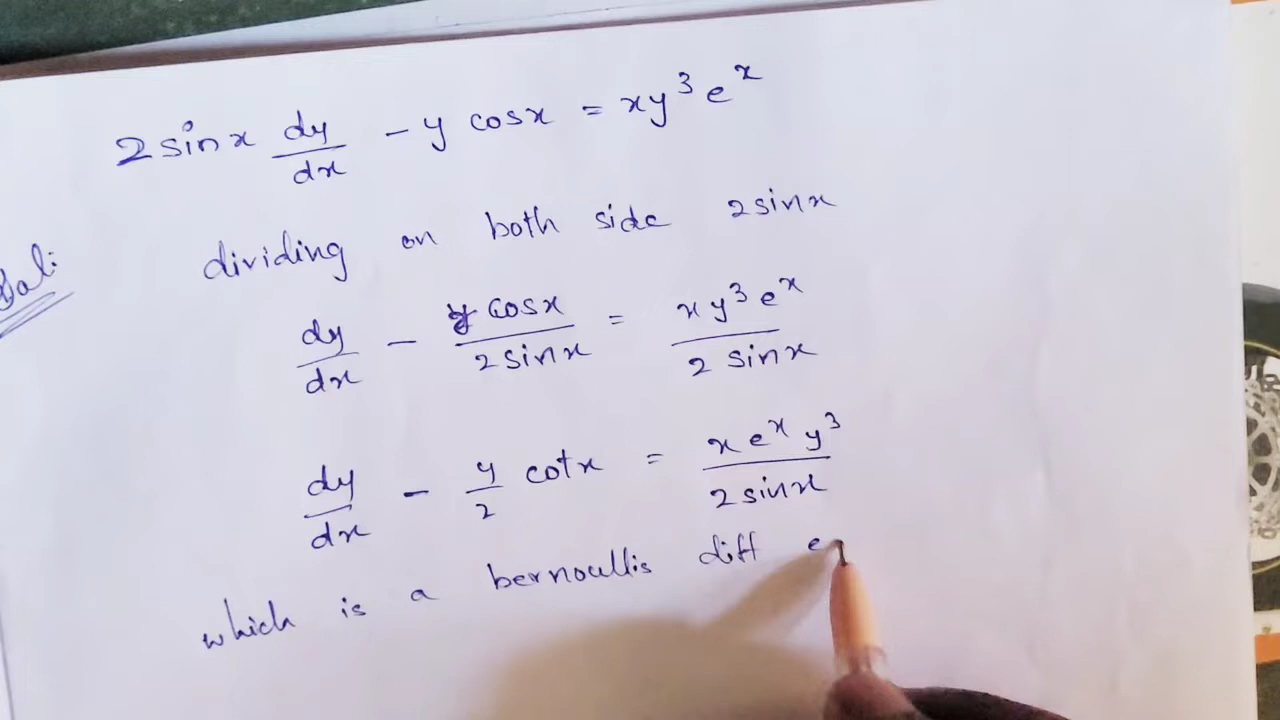 2 sin x dy/dx - y cos x = xy³ eˣ
Sol:
dividing on both side 2 sin x
dy/dx - y cos x / 2 sin x = x y³ eˣ / 2 sin x
dy/dx - y/2 cot x = x eˣ y³ / 2 sin x
which is a bernoullis diff e